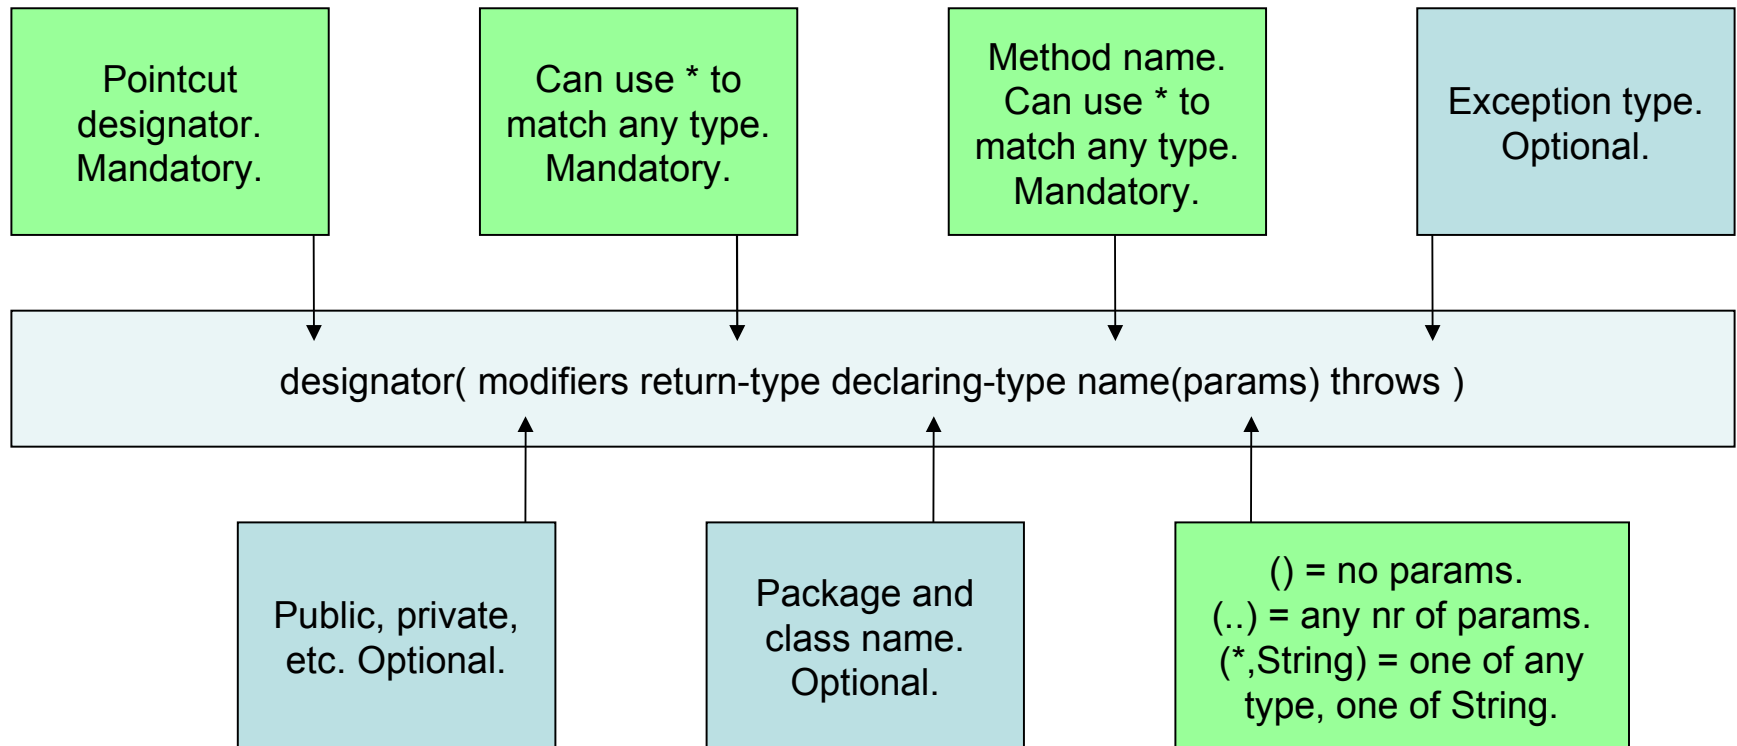 Pointcut
designator.
Mandatory.
Can use * to
match any type.
Mandatory.
Method name.
Can use * to
match any type.
Mandatory.
Exception type.
Optional.
designator( modifiers return-type declaring-type name(params) throws )
Public, private,
etc. Optional.
Package and
class name.
Optional.
() = no params.
(..) = any nr of params.
(*,String) = one of any
type, one of String.